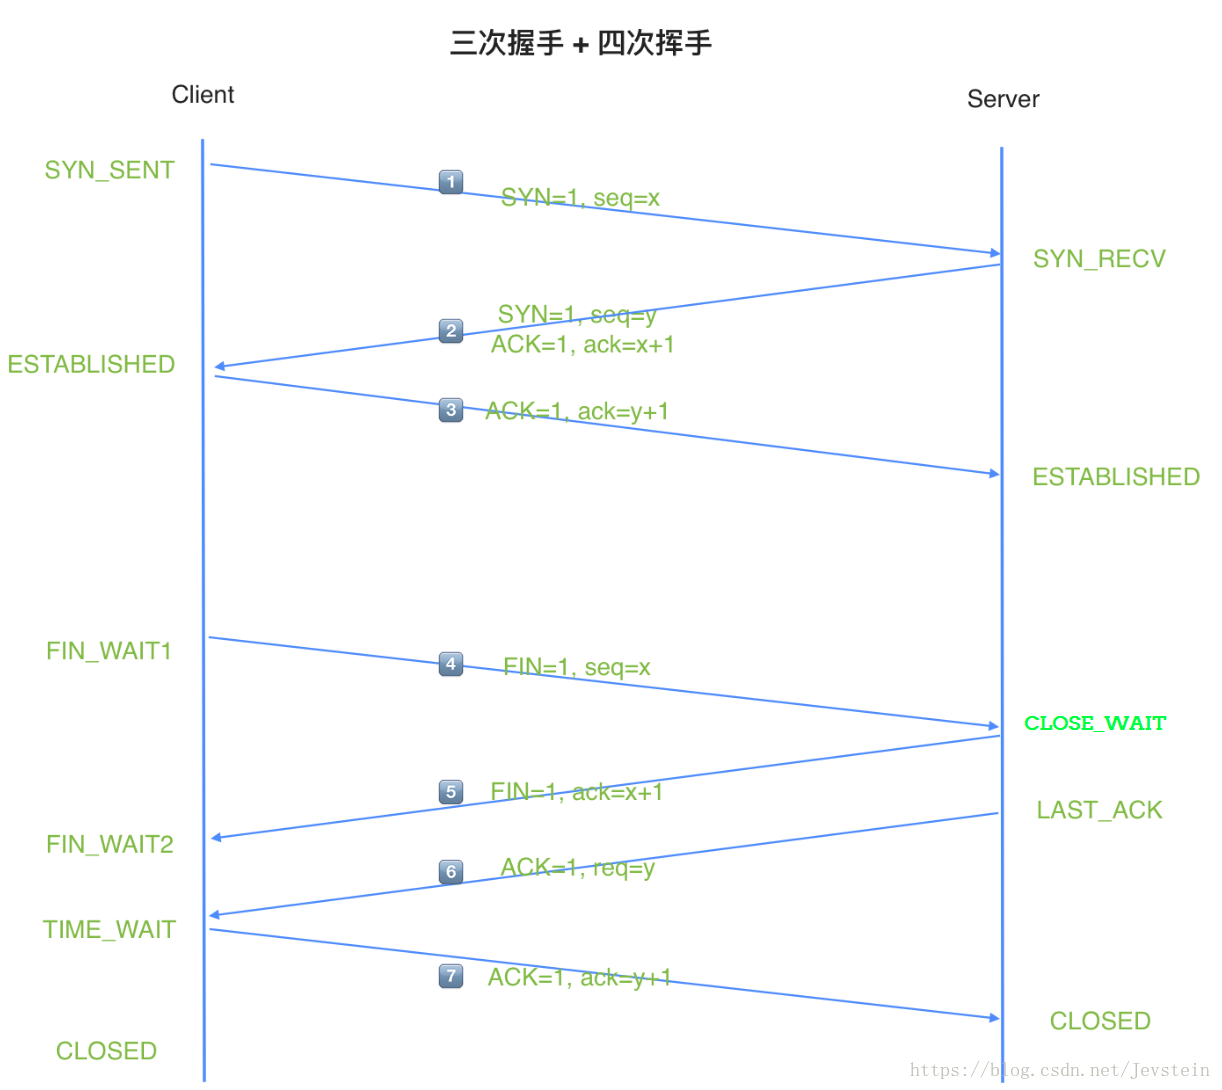 三次握手 + 四次挥手
Client
Server
SYN_SENT
1
SYN=1, seq=x
SYN_RECV
SYN=1, seq=y
2
ACK=1, ack=x+1
ESTABLISHED
3
ACK=1, ack=y+1
ESTABLISHED
FIN_WAIT1
4
FIN=1, seq=x
CLOSE_WAIT
5
FIN=1, ack=x+1
LAST_ACK
FIN_WAIT2
6
ACK=1, req=y
TIME_WAIT
7
ACK=1, ack=y+1
CLOSED
CLOSED
https://blog.csdn.net/Jevstein